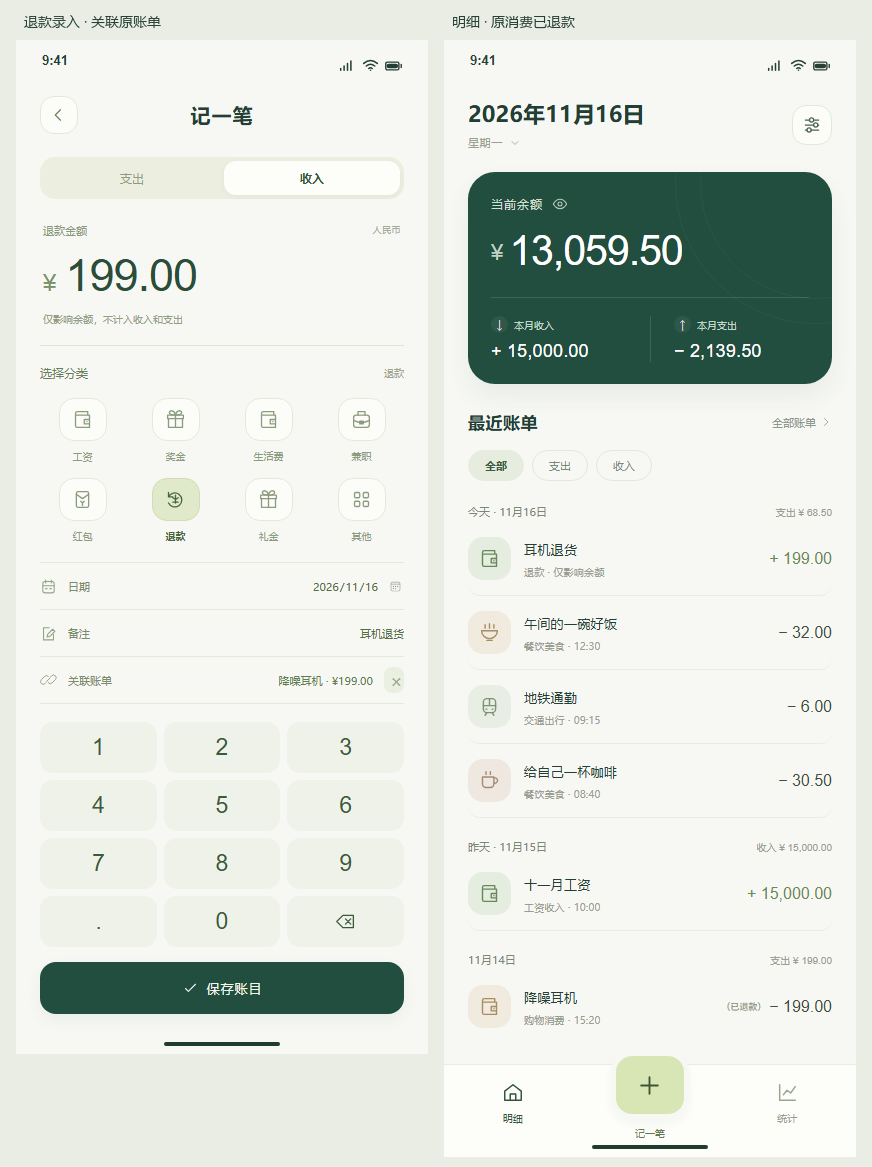 退款录入 · 关联原账单
9:41
记一笔
支出
收入
退款金额
人民币
¥ 199.00
仅影响余额，不计入收入和支出
选择分类
退款
工资
奖金
生活费
兼职
红包
退款
礼金
其他
日期
2026/11/16
备注
耳机退货
关联账单
降噪耳机 · ¥199.00
1
2
3
4
5
6
7
8
9
.
0
保存账目
明细 · 原消费已退款
9:41
2026年11月16日
星期一
当前余额
¥ 13,059.50
本月收入
+ 15,000.00
本月支出
− 2,139.50
最近账单
全部账单
全部
支出
收入
今天 · 11月16日
支出 ¥ 68.50
耳机退货
退款 · 仅影响余额
+ 199.00
午间的一碗好饭
餐饮美食 · 12:30
− 32.00
地铁通勤
交通出行 · 09:15
− 6.00
给自己一杯咖啡
餐饮美食 · 08:40
− 30.50
昨天 · 11月15日
收入 ¥ 15,000.00
十一月工资
工资收入 · 10:00
+ 15,000.00
11月14日
支出 ¥ 199.00
降噪耳机
购物消费 · 15:20
（已退款） − 199.00
明细
记一笔
统计